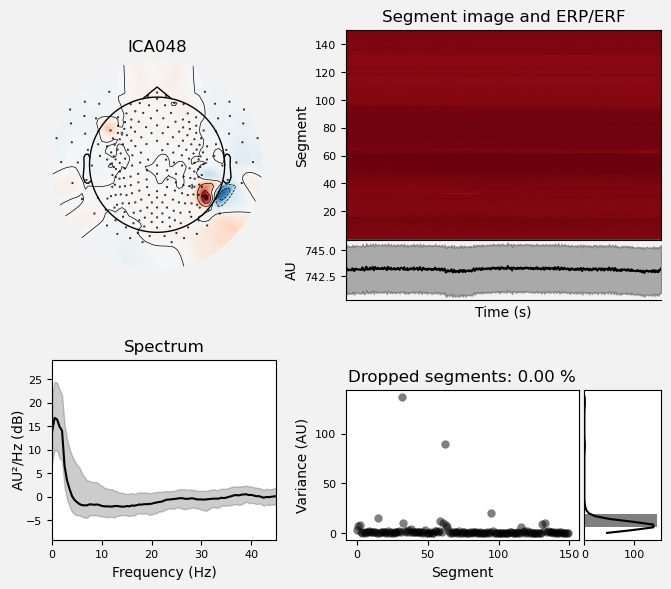 ICA048
Segment image and ERP/ERF
Segment
140
120
100
80
60
40
20
AU
745.0
742.5
Time (s)
Spectrum
AU²/Hz (dB)
25
20
15
10
5
0
−5
0 10 20 30 40
Frequency (Hz)
Dropped segments: 0.00 %
Variance (AU)
100
50
0
0 50 100 150
Segment
0 100